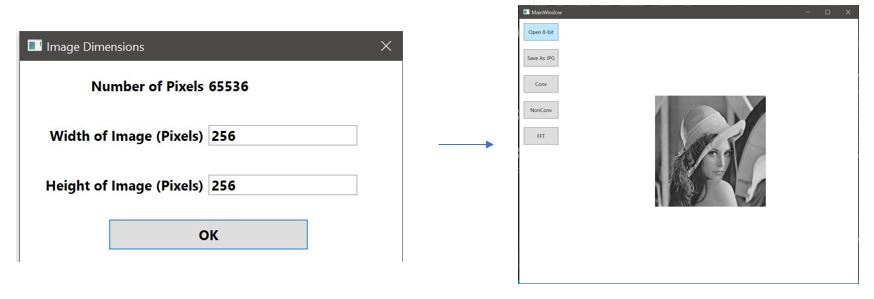 Image Dimensions
Number of Pixels 65536
Width of Image (Pixels) 256
Height of Image (Pixels) 256
OK
MainWindow
Open 8-bit
Save As JPG
Conv
NonConv
FFT